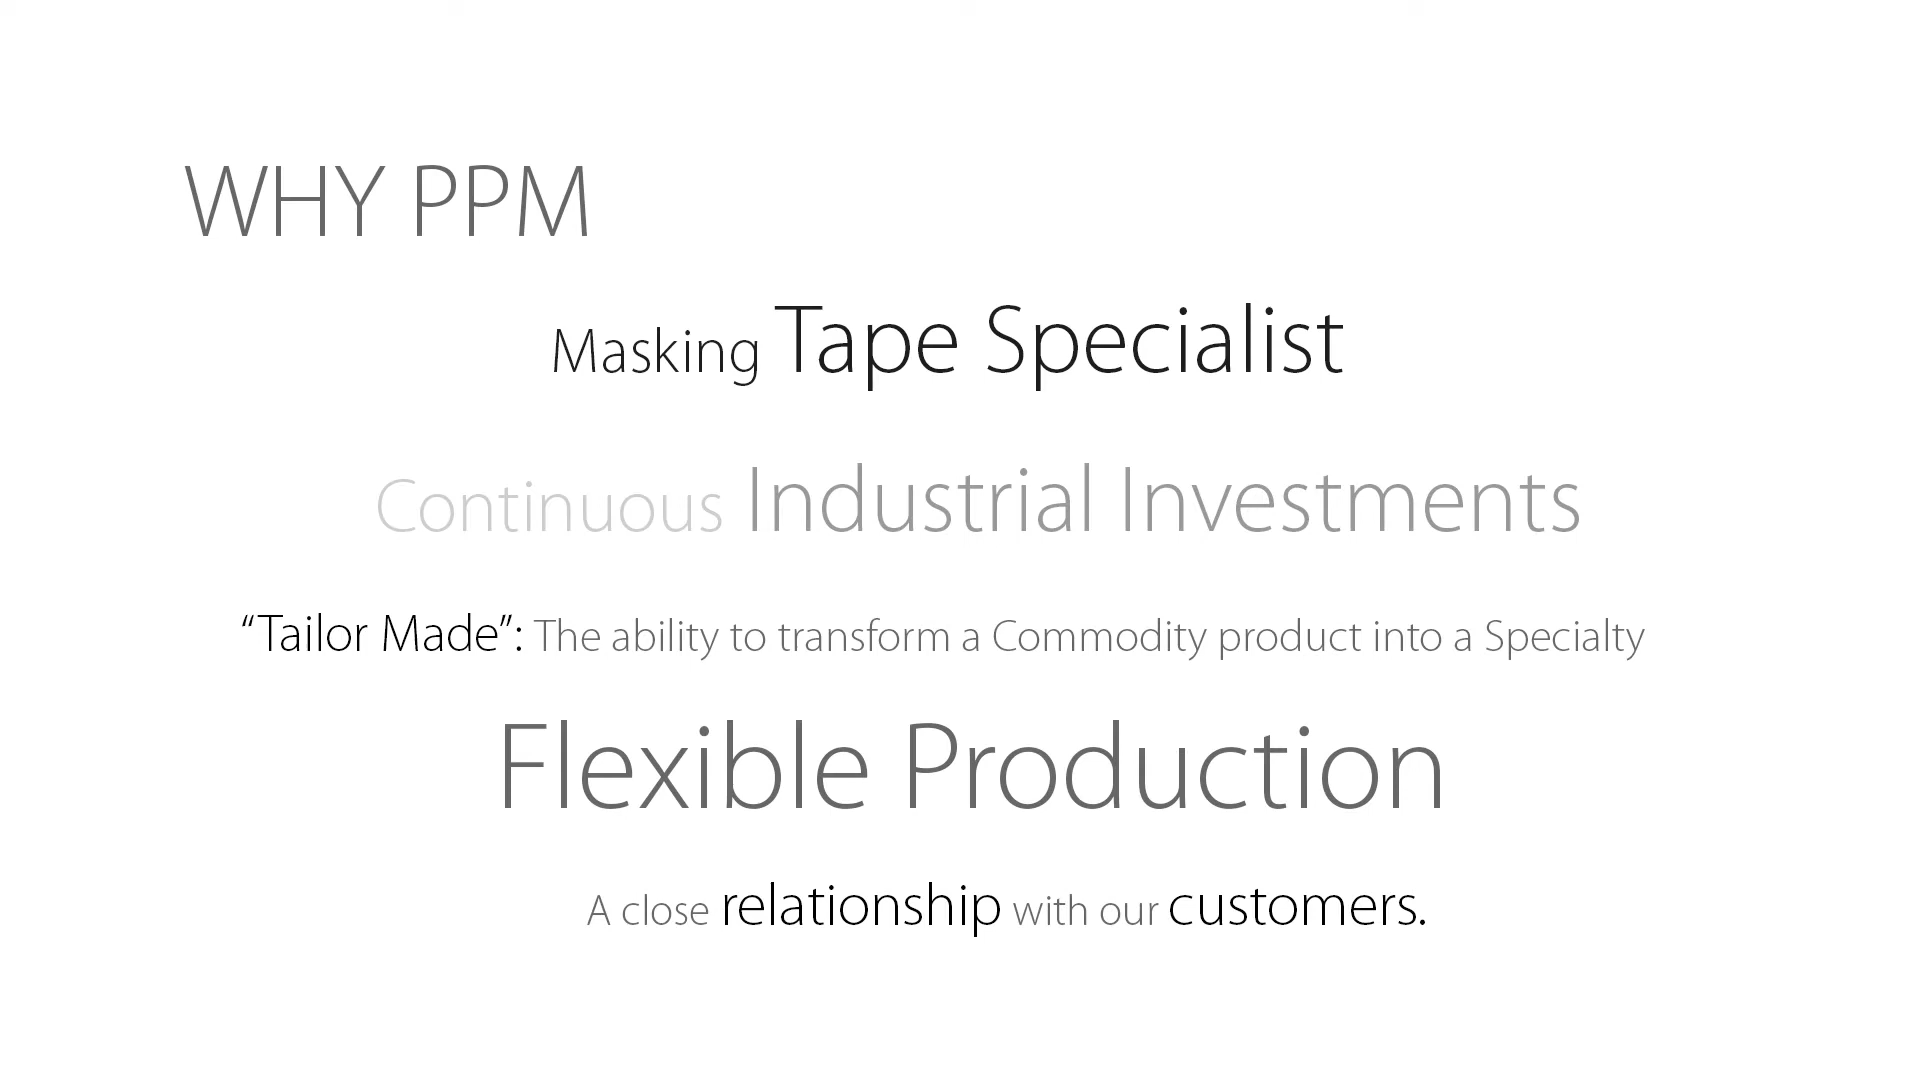 WHY PPM
Masking Tape Specialist
Continuous Industrial Investments
“Tailor Made”: The ability to transform a Commodity product into a Specialty
Flexible Production
A close relationship with our customers.